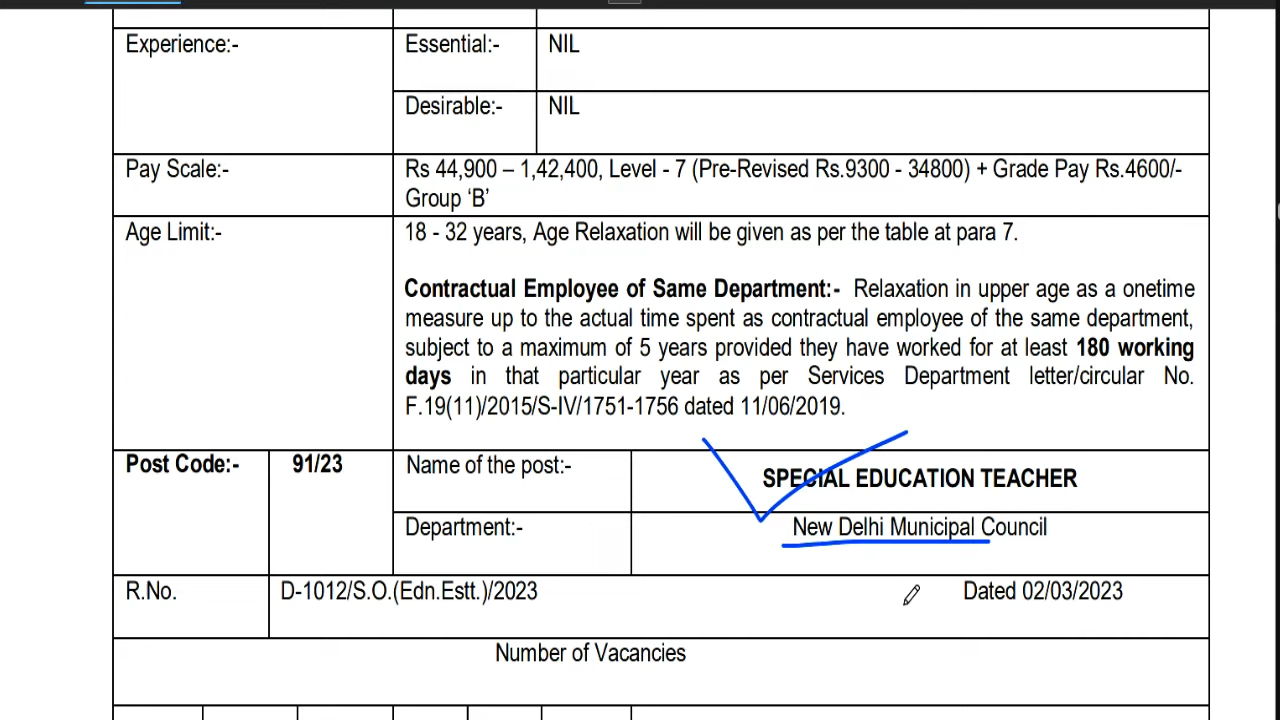 Experience:- Essential:- NIL
Desirable:- NIL
Pay Scale:- Rs 44,900 – 1,42,400, Level - 7 (Pre-Revised Rs.9300 - 34800) + Grade Pay Rs.4600/-
Group ‘B’
Age Limit:- 18 - 32 years, Age Relaxation will be given as per the table at para 7.
Contractual Employee of Same Department:- Relaxation in upper age as a onetime
measure up to the actual time spent as contractual employee of the same department,
subject to a maximum of 5 years provided they have worked for at least 180 working
days in that particular year as per Services Department letter/circular No.
F.19(11)/2015/S-IV/1751-1756 dated 11/06/2019.
Post Code:- 91/23 Name of the post:- SPECIAL EDUCATION TEACHER
Department:- New Delhi Municipal Council
R.No. D-1012/S.O.(Edn.Estt.)/2023 Dated 02/03/2023
Number of Vacancies